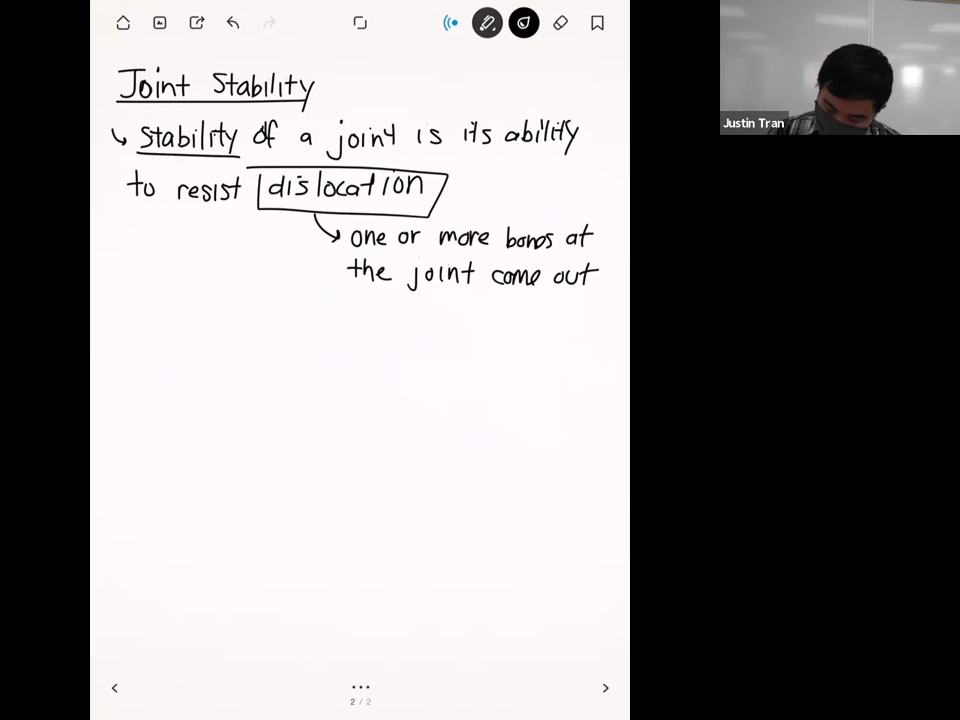 Joint Stability
↳ stability of a joint is its ability
to resist dislocation
one or more bones at
the joint come out
2 / 2
Justin Tran